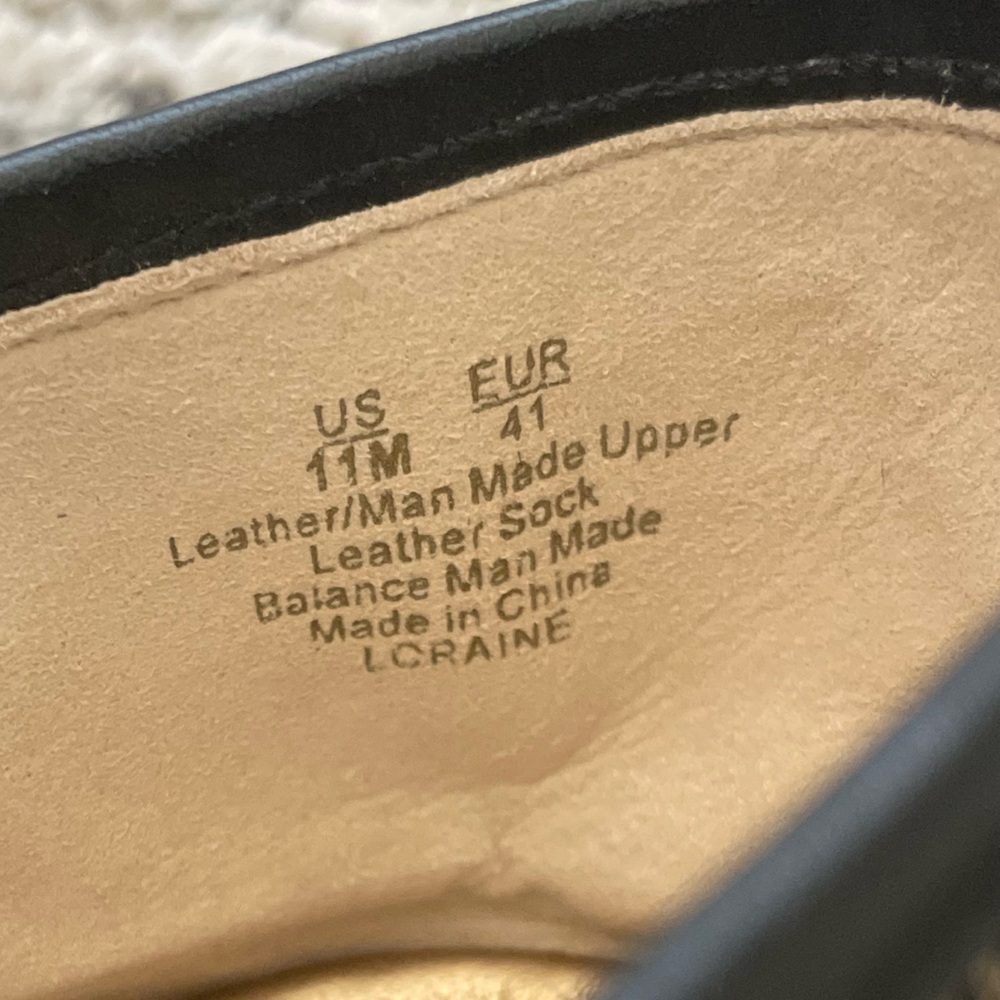 US EUR
11M 41
Leather/Man Made Upper
Leather Sock
Balance Man Made
Made in China
LORAINE